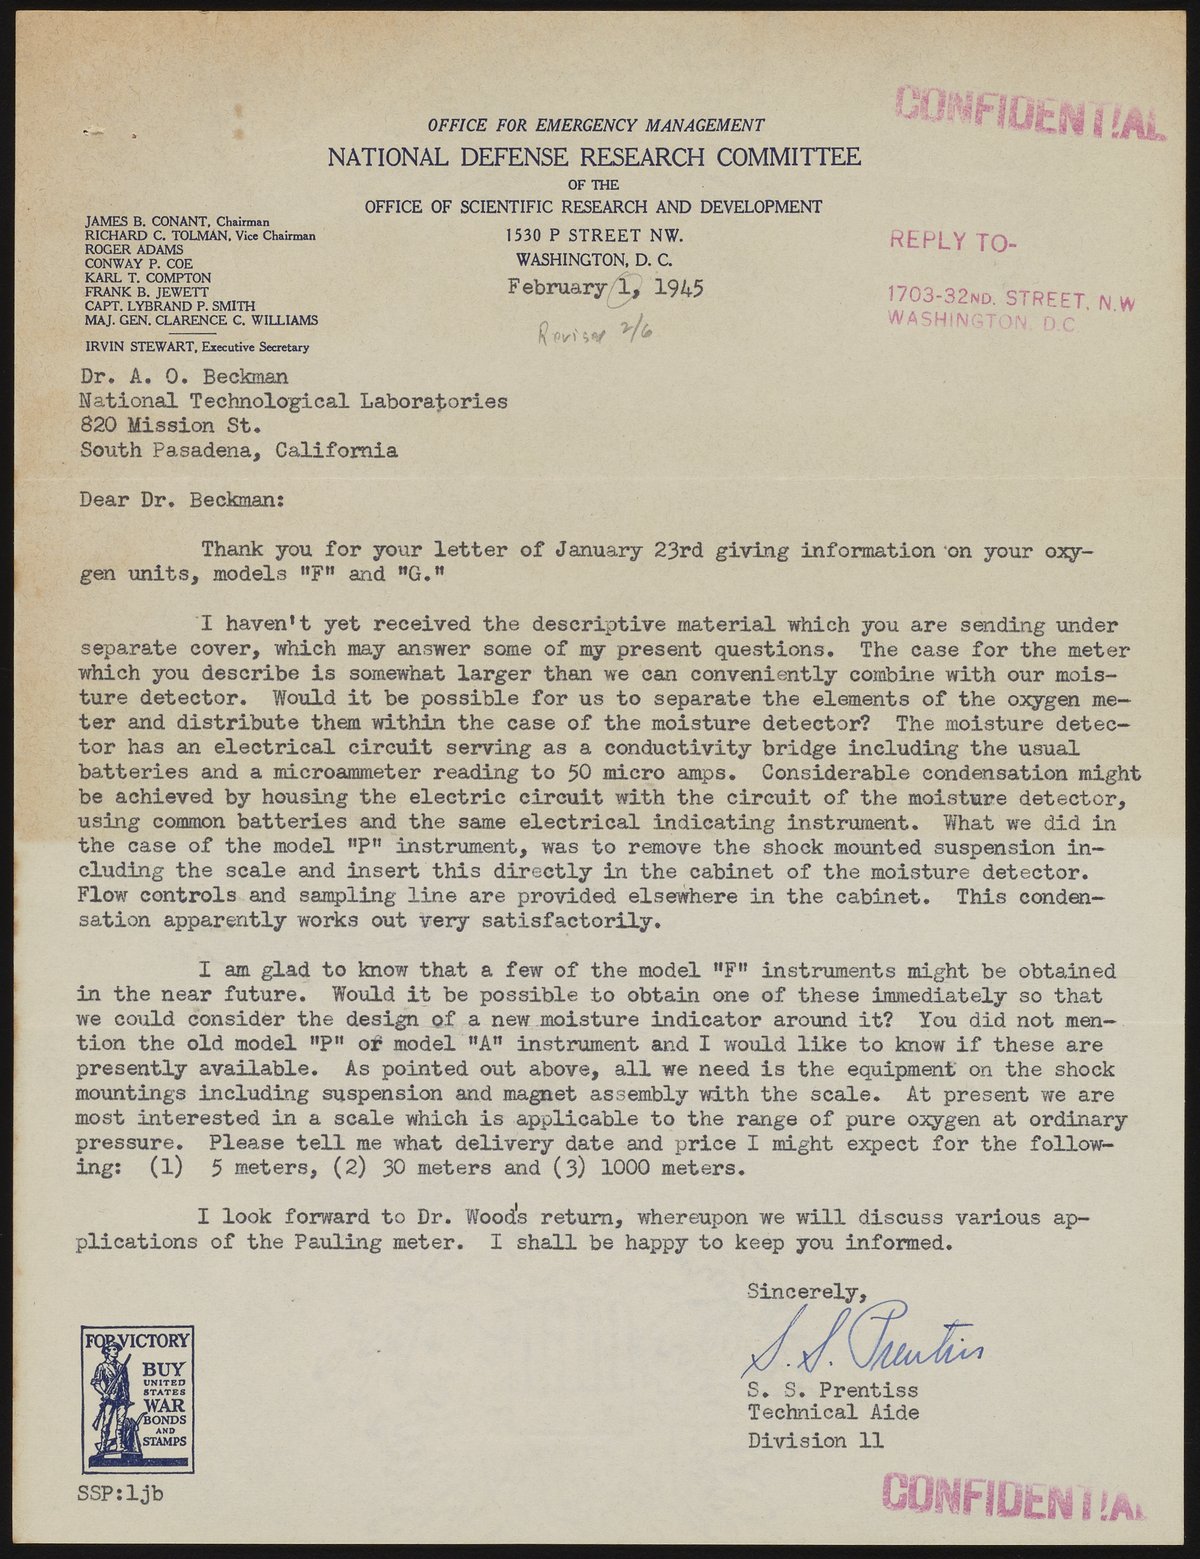 CONFIDENTIAL
OFFICE FOR EMERGENCY MANAGEMENT
NATIONAL DEFENSE RESEARCH COMMITTEE
OF THE
OFFICE OF SCIENTIFIC RESEARCH AND DEVELOPMENT
1530 P STREET NW.
WASHINGTON, D. C.
February 1, 1945
Revised 2/6
JAMES B. CONANT, Chairman
RICHARD C. TOLMAN, Vice Chairman
ROGER ADAMS
CONWAY P. COE
KARL T. COMPTON
FRANK B. JEWETT
CAPT. LYBRAND P. SMITH
MAJ. GEN. CLARENCE C. WILLIAMS
IRVIN STEWART, Executive Secretary
REPLY TO-
1703-32ND. STREET, N.W
WASHINGTON, D.C
Dr. A. O. Beckman
National Technological Laboratories
820 Mission St.
South Pasadena, California
Dear Dr. Beckman:
Thank you for your letter of January 23rd giving information on your oxy-
gen units, models "F" and "G."
I haven't yet received the descriptive material which you are sending under
separate cover, which may answer some of my present questions. The case for the meter
which you describe is somewhat larger than we can conveniently combine with our mois-
ture detector. Would it be possible for us to separate the elements of the oxygen me-
ter and distribute them within the case of the moisture detector? The moisture detec-
tor has an electrical circuit serving as a conductivity bridge including the usual
batteries and a microammeter reading to 50 micro amps. Considerable condensation might
be achieved by housing the electric circuit with the circuit of the moisture detector,
using common batteries and the same electrical indicating instrument. What we did in
the case of the model "P" instrument, was to remove the shock mounted suspension in-
cluding the scale and insert this directly in the cabinet of the moisture detector.
Flow controls and sampling line are provided elsewhere in the cabinet. This conden-
sation apparently works out very satisfactorily.
I am glad to know that a few of the model "F" instruments might be obtained
in the near future. Would it be possible to obtain one of these immediately so that
we could consider the design of a new moisture indicator around it? You did not men-
tion the old model "P" or model "A" instrument and I would like to know if these are
presently available. As pointed out above, all we need is the equipment on the shock
mountings including suspension and magnet assembly with the scale. At present we are
most interested in a scale which is applicable to the range of pure oxygen at ordinary
pressure. Please tell me what delivery date and price I might expect for the follow-
ing: (1) 5 meters, (2) 30 meters and (3) 1000 meters.
I look forward to Dr. Wood's return, whereupon we will discuss various ap-
plications of the Pauling meter. I shall be happy to keep you informed.
Sincerely,
S. S. Prentiss
S. S. Prentiss
Technical Aide
Division 11
FOR VICTORY
BUY
UNITED
STATES
WAR
BONDS
AND
STAMPS
SSP:ljb
CONFIDENTIAL